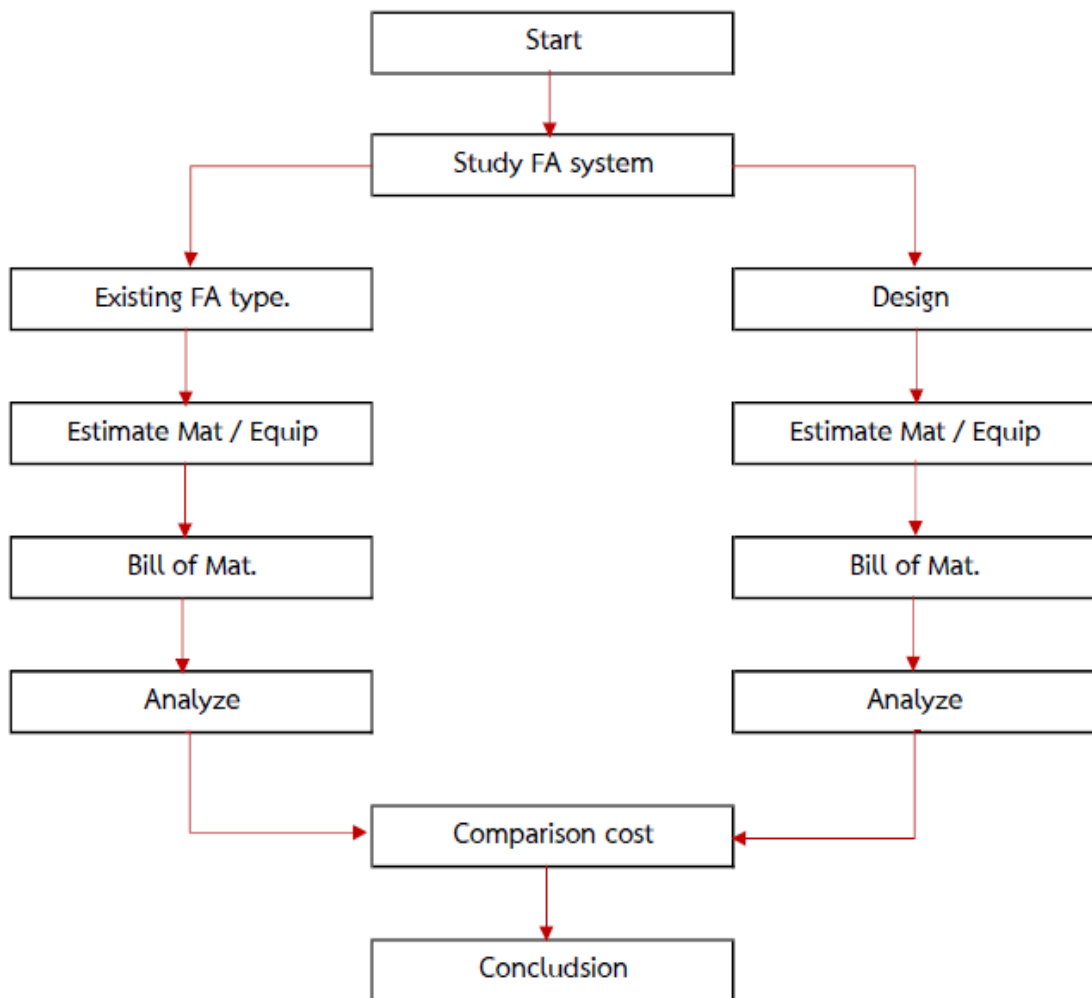 Start
Study FA system
Existing FA type.
Design
Estimate Mat / Equip
Estimate Mat / Equip
Bill of Mat.
Bill of Mat.
Analyze
Analyze
Comparison cost
Concludsion